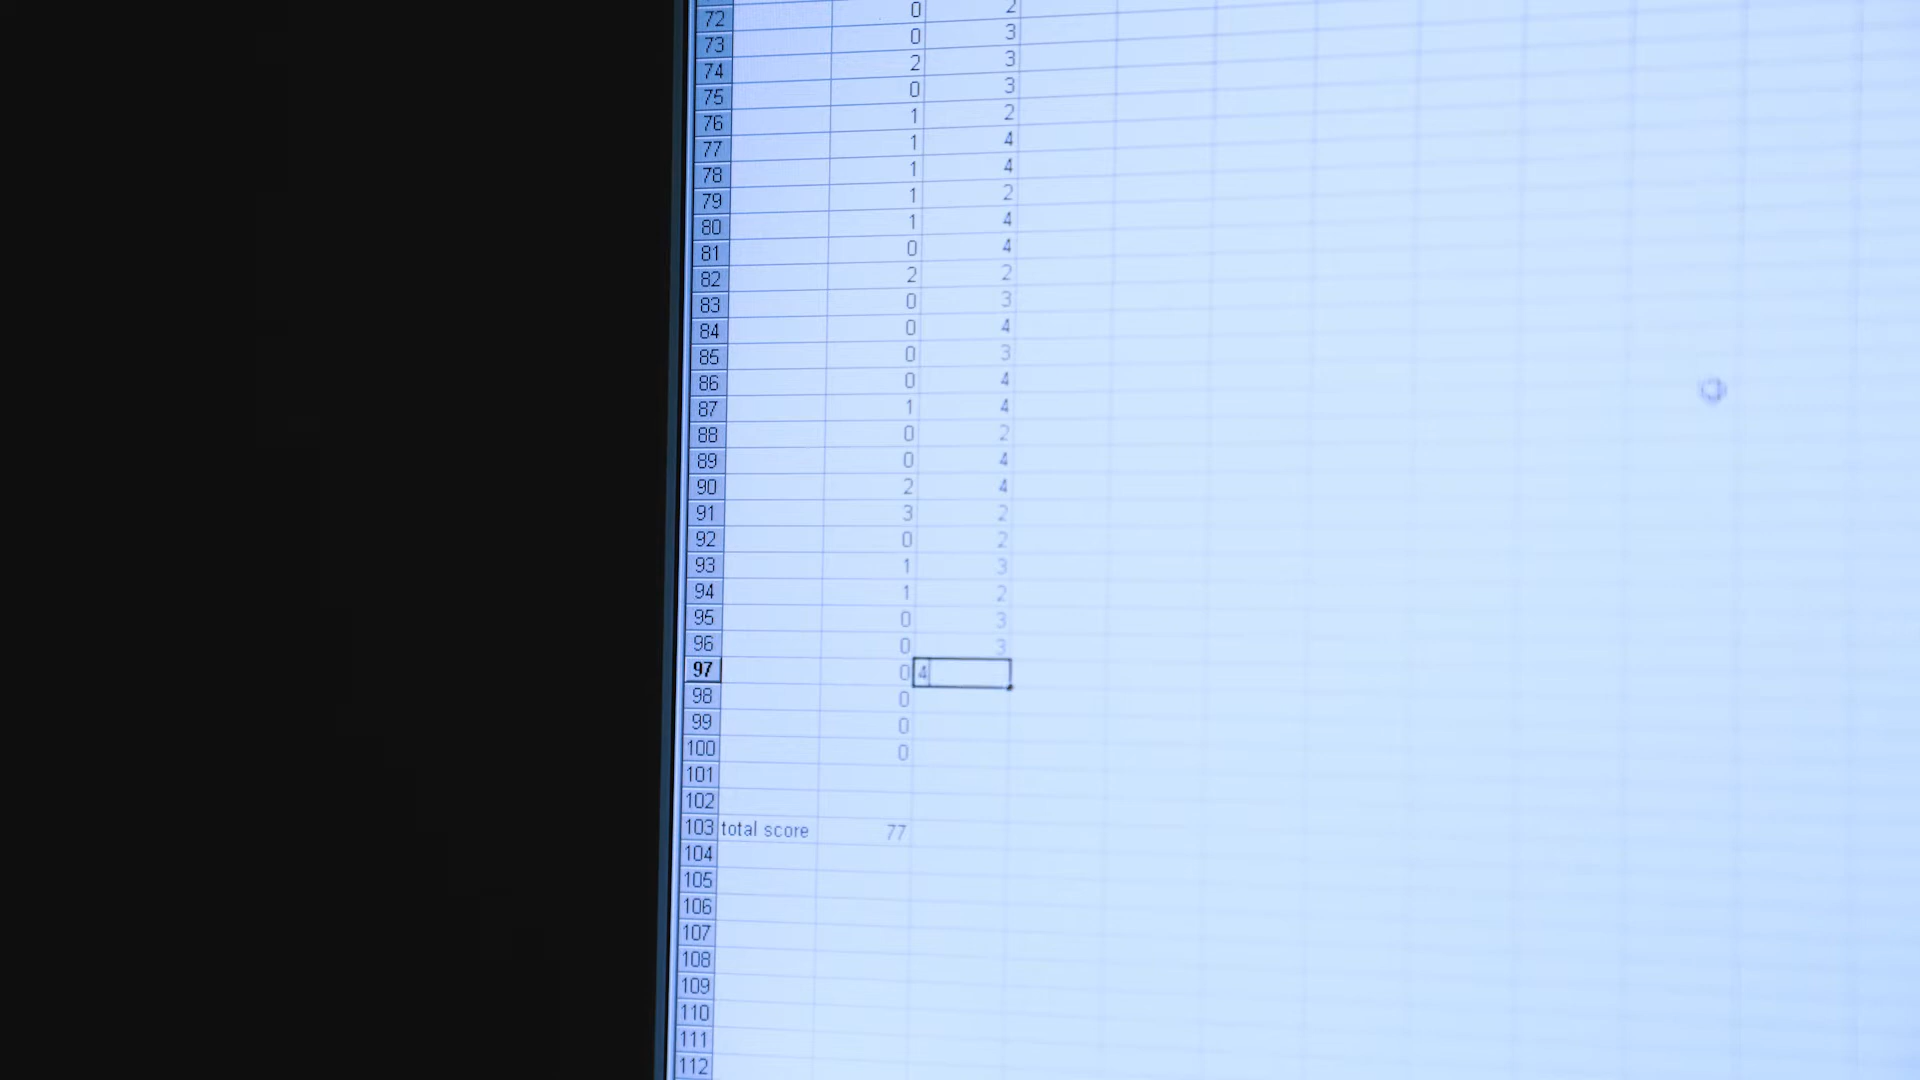 72 0 2
73 0 3
74 2 3
75 0 3
76 1 2
77 1 4
78 1 4
79 1 2
80 1 4
81 0 4
82 2 2
83 0 3
84 0 4
85 0 3
86 0 4
87 1 4
88 0 2
89 0 4
90 2 4
91 3 2
92 0 2
93 1 3
94 1 2
95 0 3
96 0 3
97 0 4
98 0
99 0
100 0
101
102
103 total score 77
104
105
106
107
108
109
110
111
112